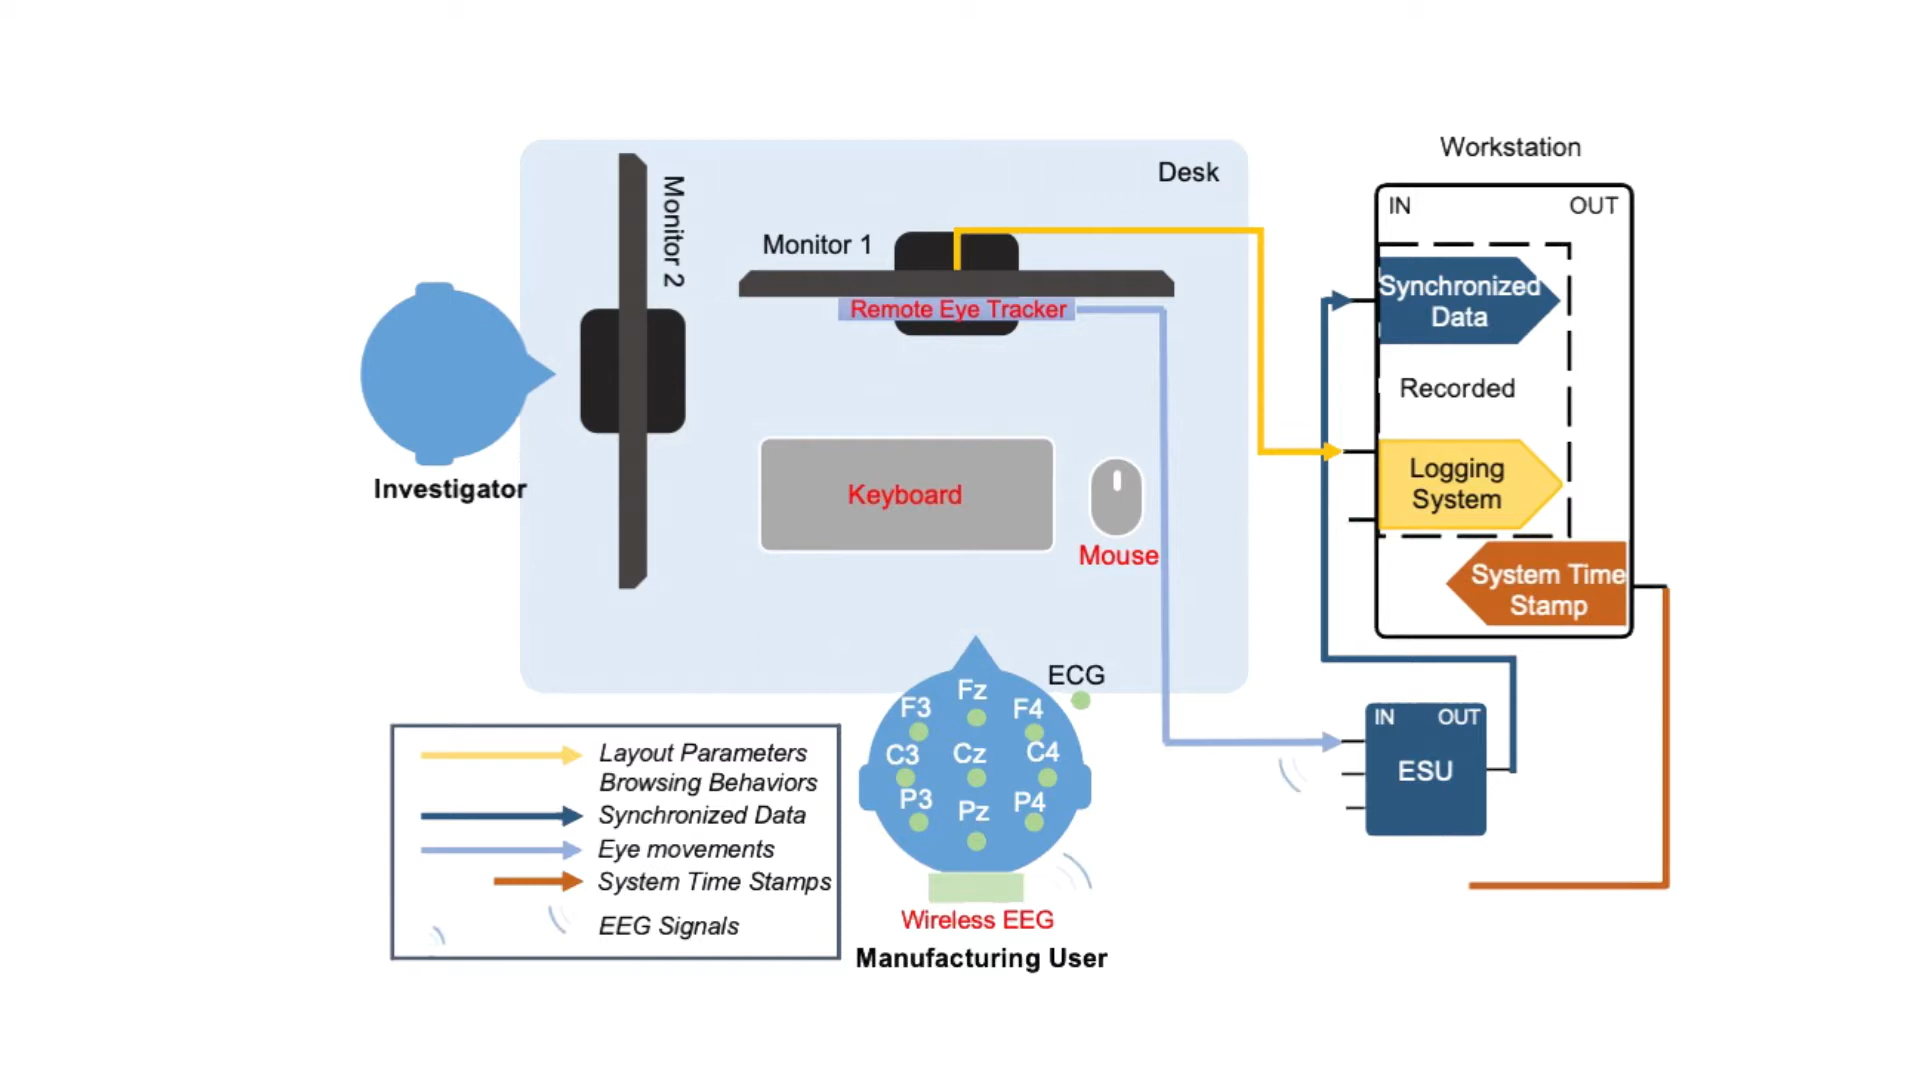 Workstation
Desk
IN
OUT
Monitor 2
Monitor 1
Remote Eye Tracker
Synchronized
Data
Recorded
Keyboard
Mouse
Logging
System
Investigator
System Time
Stamp
ECG
Fz
F3
F4
C3
Cz
C4
P3
Pz
P4
IN
OUT
ESU
Layout Parameters
Browsing Behaviors
Synchronized Data
Eye movements
System Time Stamps
EEG Signals
Wireless EEG
Manufacturing User